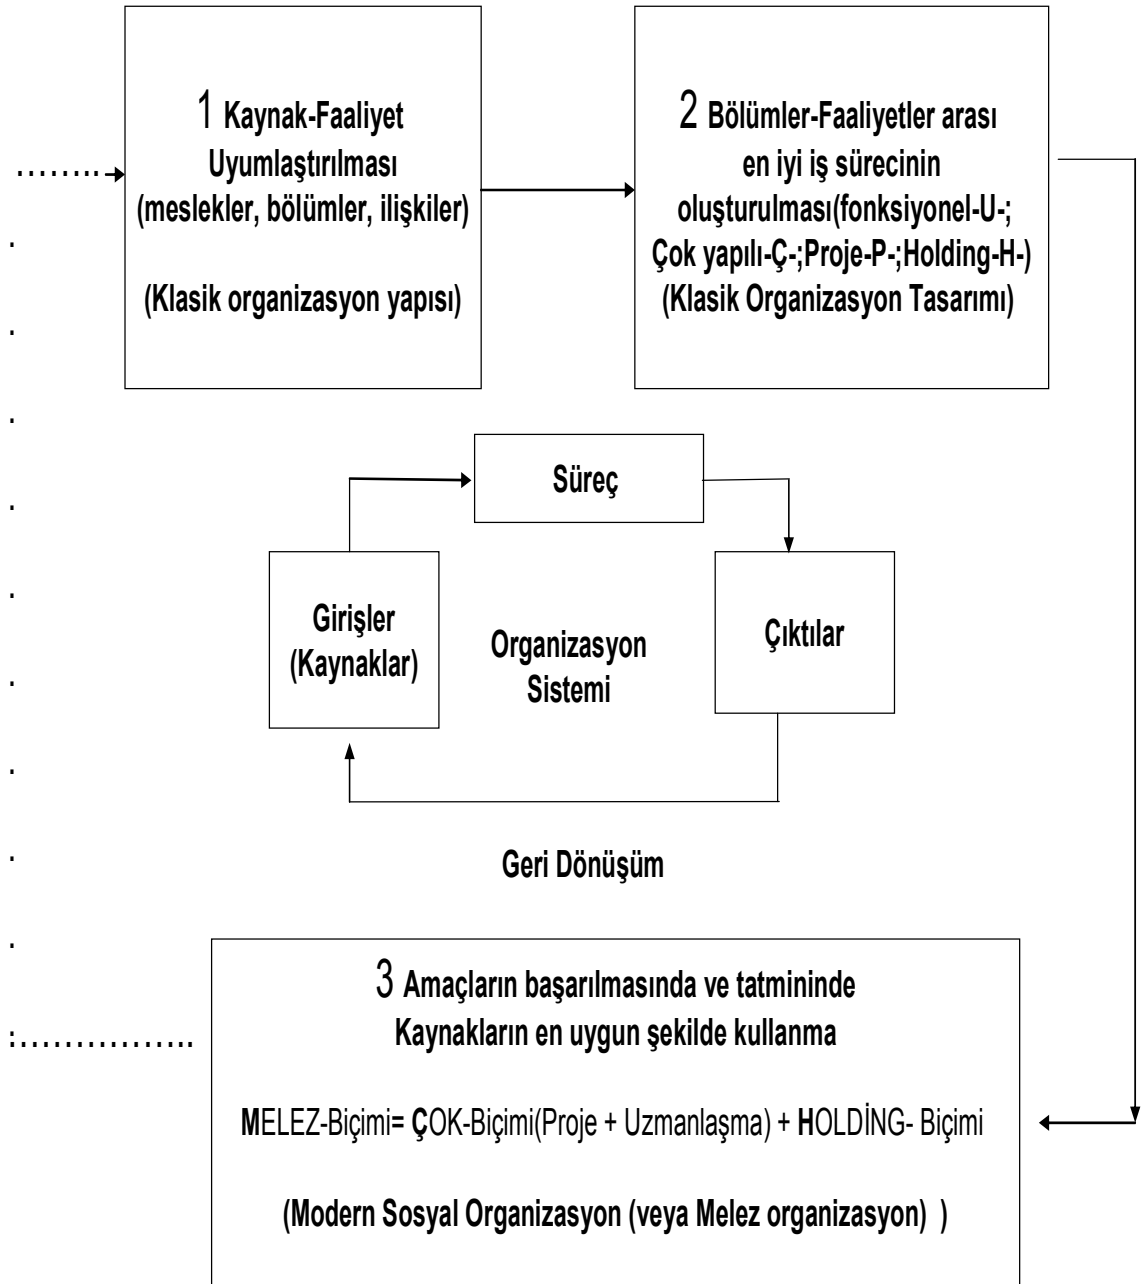 1 Kaynak-Faaliyet
Uyumlaştırılması
(meslekler, bölümler, ilişkiler)
(Klasik organizasyon yapısı)
2 Bölümler-Faaliyetler arası
en iyi iş sürecinin
oluşturulması(fonksiyonel-U-;
Çok yapılı-Ç-;Proje-P-;Holding-H-)
(Klasik Organizasyon Tasarımı)
Süreç
Girişler
(Kaynaklar)
Organizasyon
Sistemi
Çıktılar
Geri Dönüşüm
3 Amaçların başarılmasında ve tatmininde
Kaynakların en uygun şekilde kullanma
MELEZ-Biçimi= ÇOK-Biçimi(Proje + Uzmanlaşma) + HOLDİNG- Biçimi
(Modern Sosyal Organizasyon (veya Melez organizasyon) )